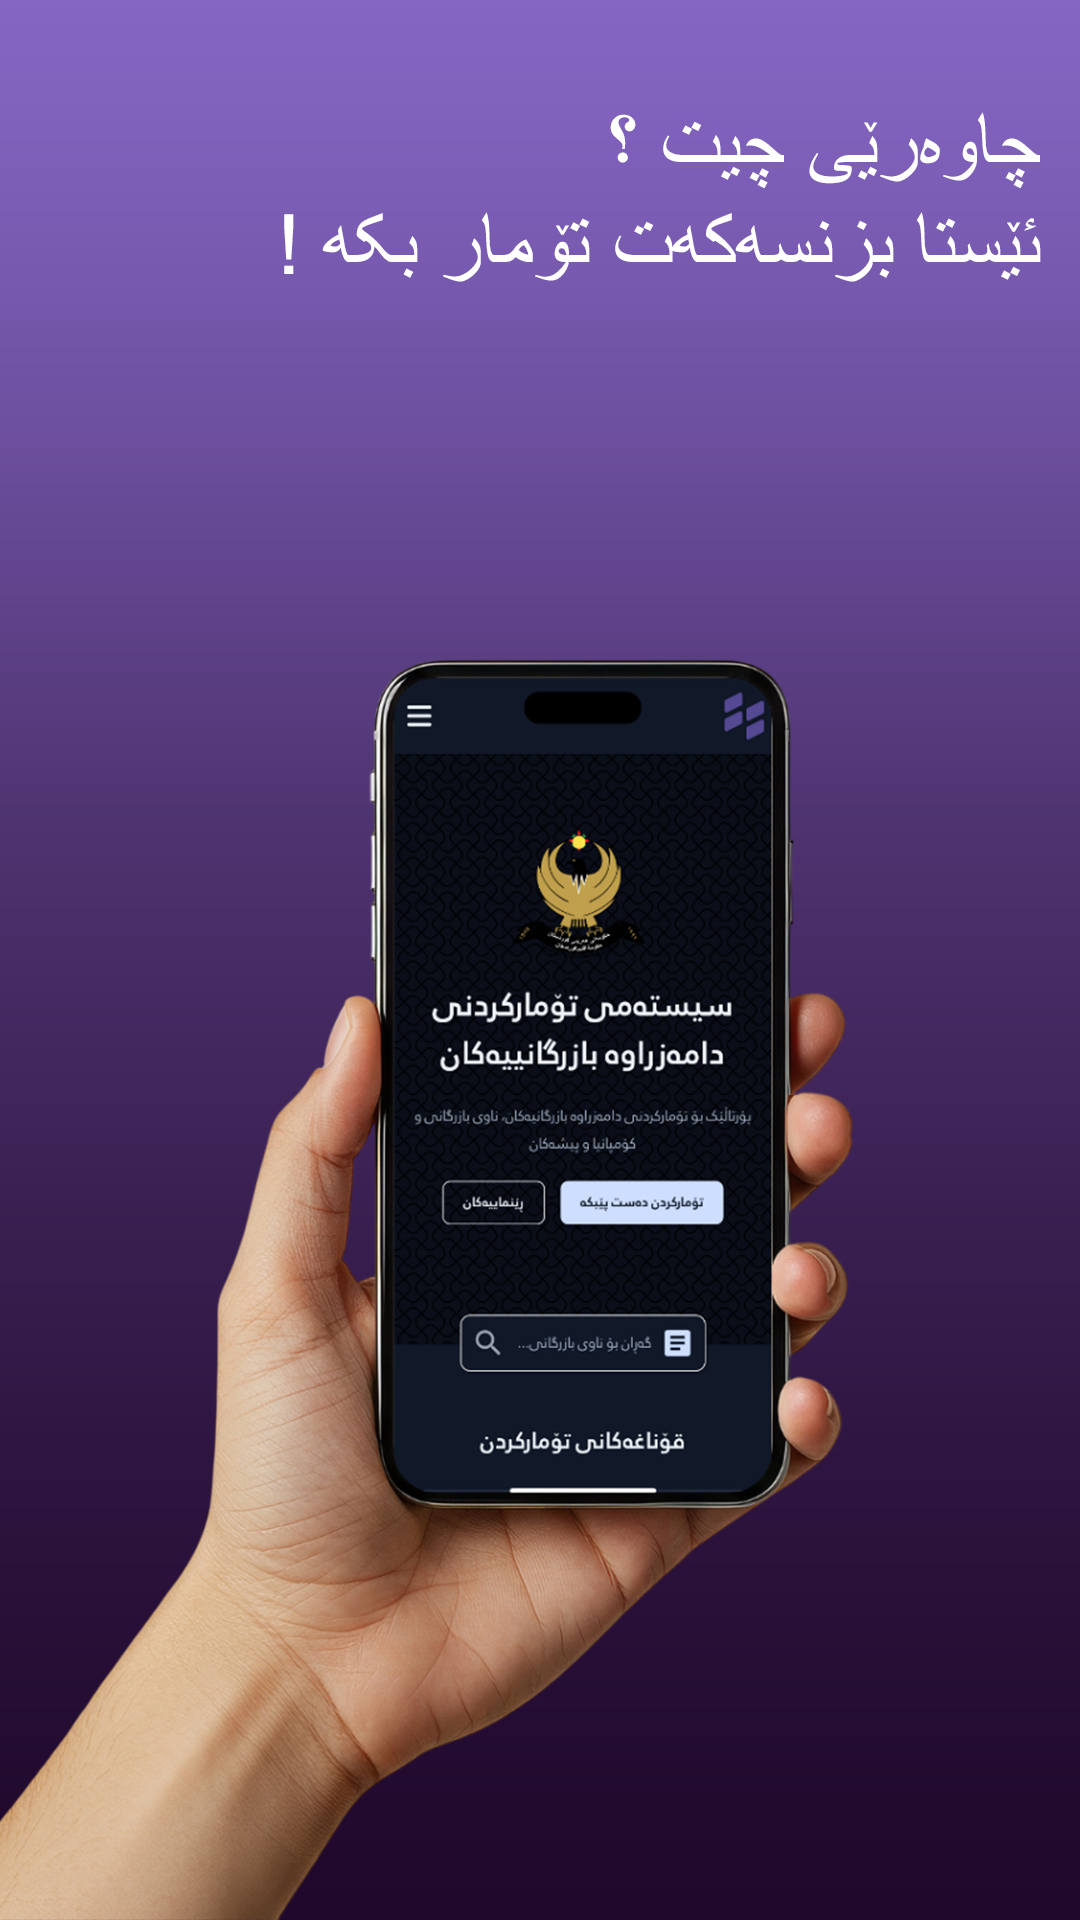 چاوەڕێی چیت ؟
ئێستا بزنسەکەت تۆمار بکە !
سیستەمی تۆمارکردنی
دامەزراوە بازرگانییەکان
پۆرتاڵێک بۆ تۆمارکردنی دامەزراوە بازرگانیەکان، ناوی بازرگانی و
کۆمپانیا و پیشەکان
تۆمارکردن دەست پێبکە
ڕێنماییەکان
گەڕان بۆ ناوی بازرگانی...
قۆناغەکانی تۆمارکردن